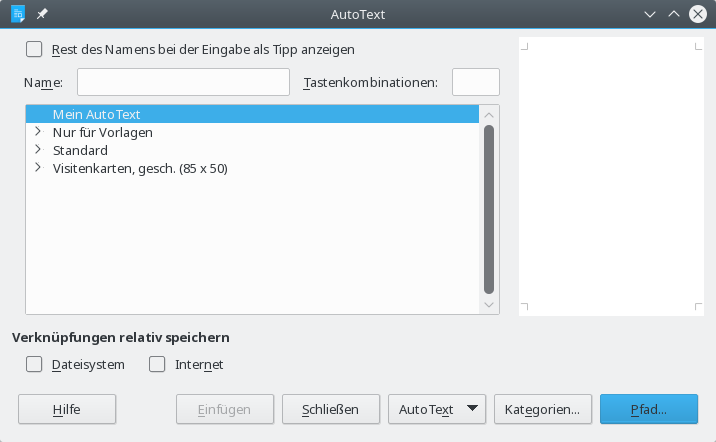 AutoText
Rest des Namens bei der Eingabe als Tipp anzeigen
Name: Tastenkombinationen:
Mein AutoText
Nur für Vorlagen
Standard
Visitenkarten, gesch. (85 x 50)
Verknüpfungen relativ speichern
Dateisystem Internet
Hilfe Einfügen Schließen AutoText Kategorien... Pfad...